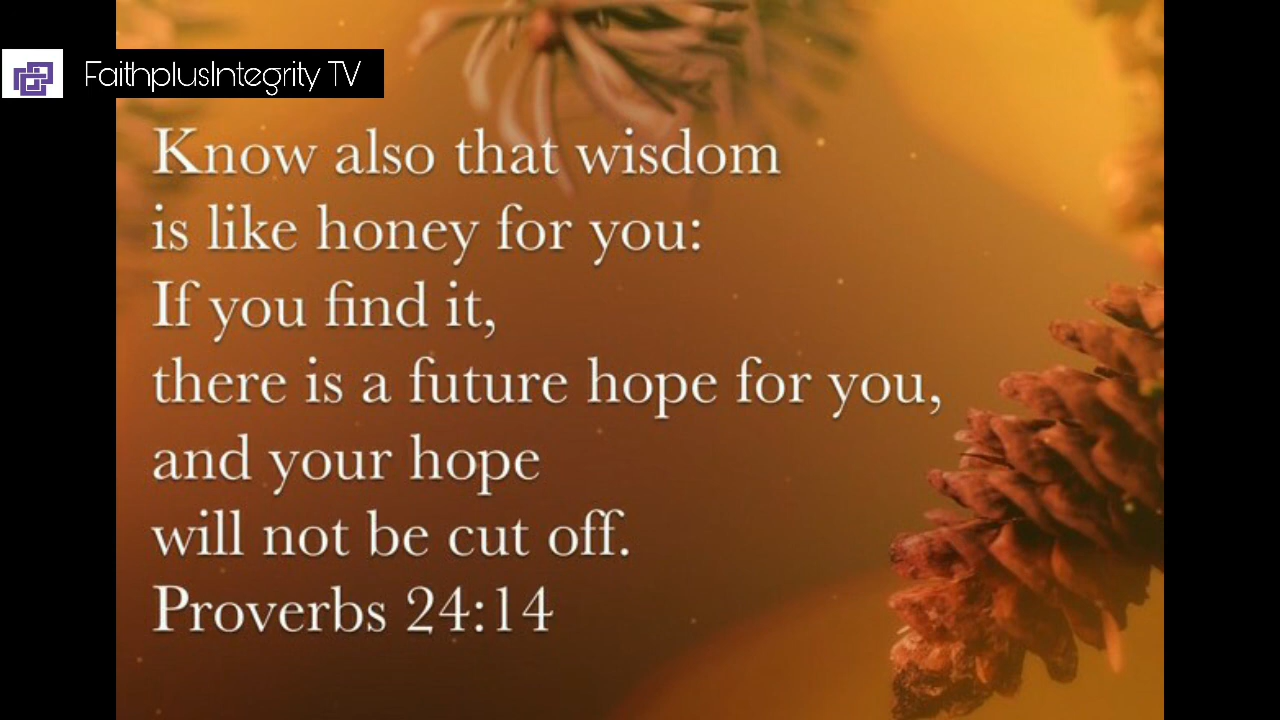 FaithplusIntegrity TV
Know also that wisdom
is like honey for you:
If you find it,
there is a future hope for you,
and your hope
will not be cut off.
Proverbs 24:14